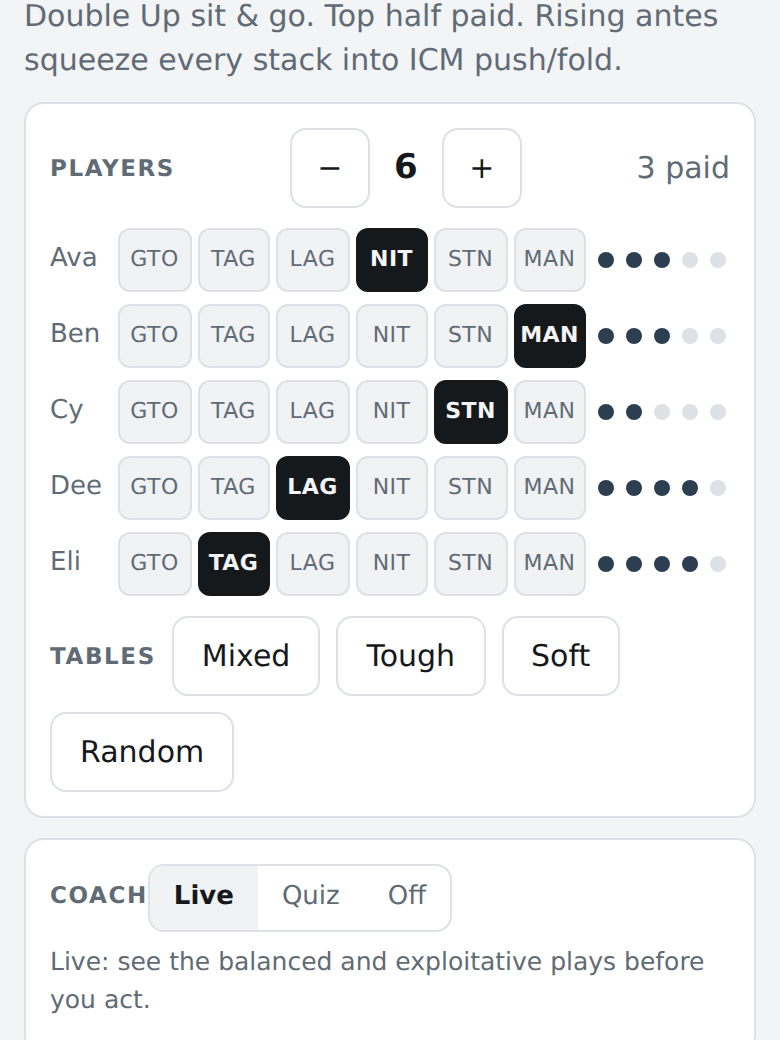 Double Up sit & go. Top half paid. Rising antes
squeeze every stack into ICM push/fold.
PLAYERS − 6 + 3 paid
Ava GTO TAG LAG NIT STN MAN
Ben GTO TAG LAG NIT STN MAN
Cy GTO TAG LAG NIT STN MAN
Dee GTO TAG LAG NIT STN MAN
Eli GTO TAG LAG NIT STN MAN
TABLES Mixed Tough Soft
Random
COACH Live Quiz Off
Live: see the balanced and exploitative plays before
you act.